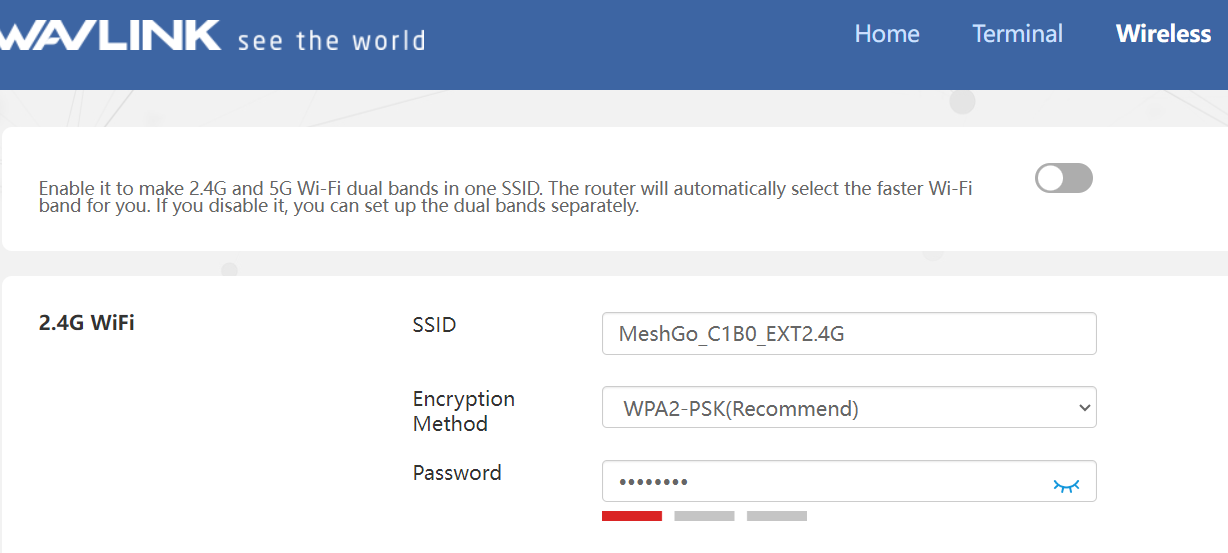 WAVLINK see the world
Home Terminal Wireless
Enable it to make 2.4G and 5G Wi-Fi dual bands in one SSID. The router will automatically select the faster Wi-Fi
band for you. If you disable it, you can set up the dual bands separately.
2.4G WiFi
SSID
MeshGo_C1B0_EXT2.4G
Encryption
Method
WPA2-PSK(Recommend)
Password
••••••••